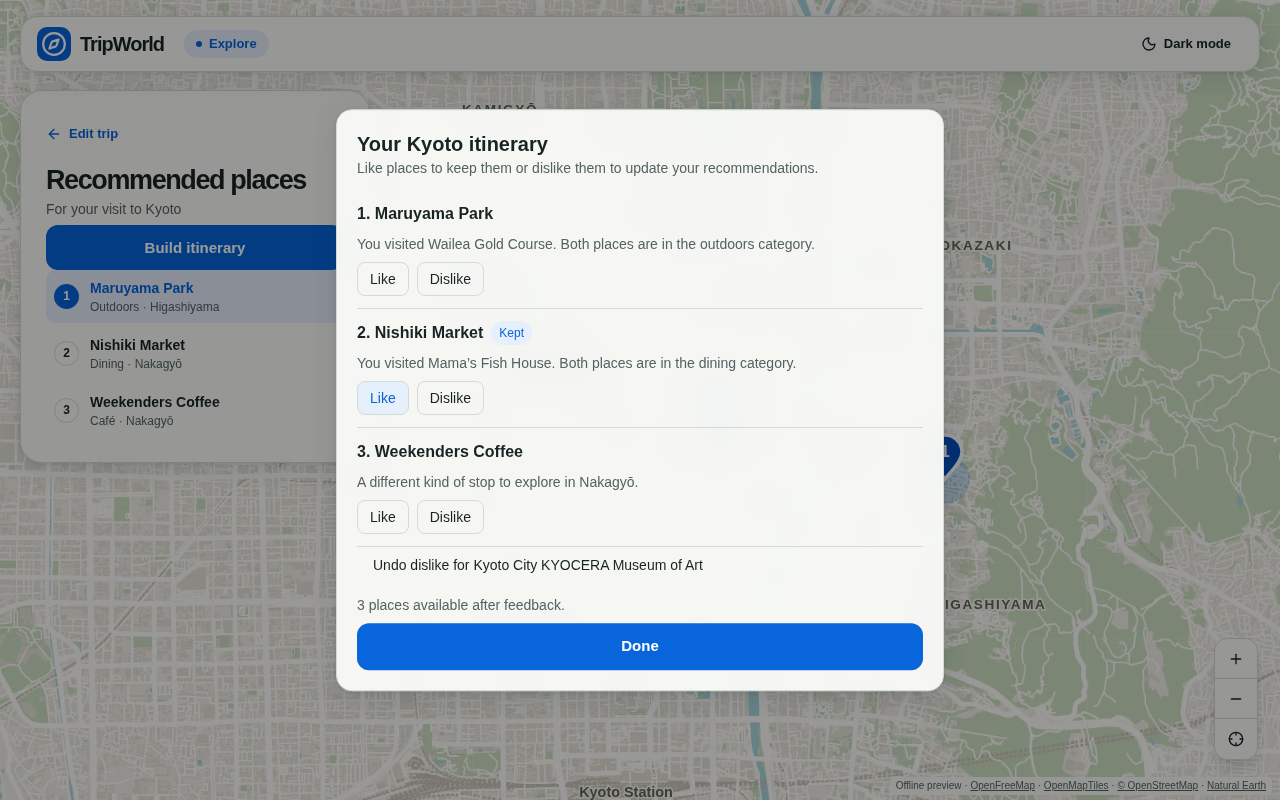 TripWorld
Explore
Dark mode
KAMIGYŌ
Edit trip
Recommended places
For your visit to Kyoto
Build itinerary
1
Maruyama Park
Outdoors · Higashiyama
2
Nishiki Market
Dining · Nakagyō
3
Weekenders Coffee
Café · Nakagyō
Your Kyoto itinerary
Like places to keep them or dislike them to update your recommendations.
1. Maruyama Park
You visited Wailea Gold Course. Both places are in the outdoors category.
Like Dislike
2. Nishiki Market Kept
You visited Mama’s Fish House. Both places are in the dining category.
Like Dislike
3. Weekenders Coffee
A different kind of stop to explore in Nakagyō.
Like Dislike
Undo dislike for Kyoto City KYOCERA Museum of Art
3 places available after feedback.
Done
OKAZAKI
1
IGASHIYAMA
Kyoto Station
+
−
Offline preview · OpenFreeMap · OpenMapTiles · © OpenStreetMap · Natural Earth